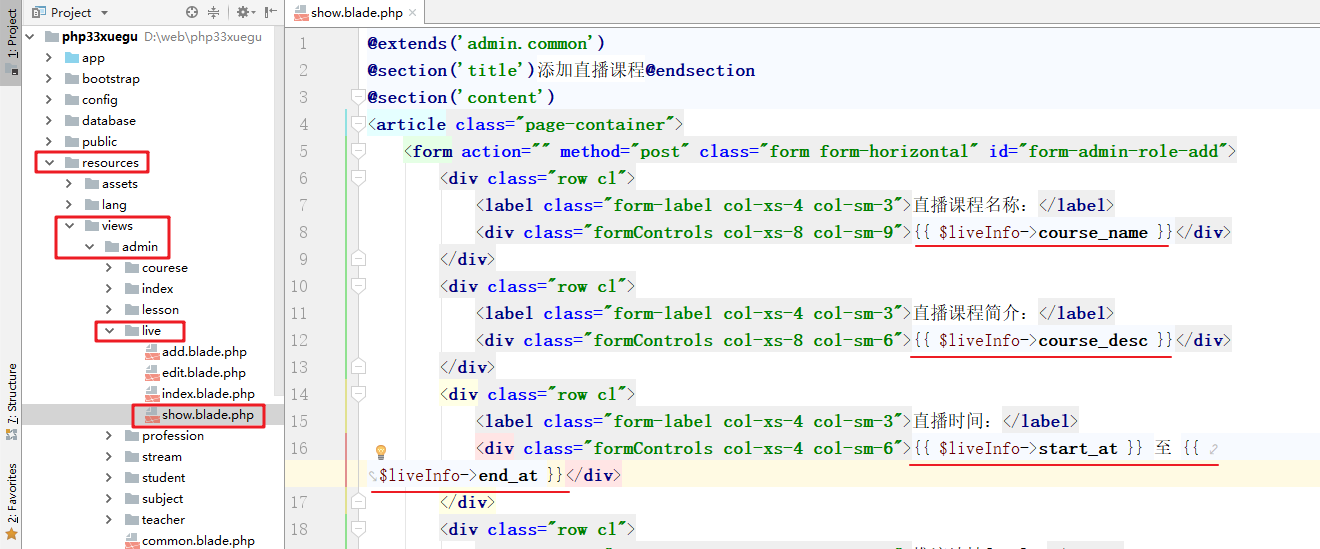 Project
php33xuegu D:\web\php33xuegu
app
bootstrap
config
database
public
resources
assets
lang
views
admin
courese
index
lesson
live
add.blade.php
edit.blade.php
index.blade.php
show.blade.php
profession
stream
student
subject
teacher
common.blade.php
1: Project
7: Structure
2: Favorites
show.blade.php
1 @extends('admin.common')
2 @section('title')添加直播课程@endsection
3 @section('content')
4 <article class="page-container">
5 <form action="" method="post" class="form form-horizontal" id="form-admin-role-add">
6 <div class="row cl">
7 <label class="form-label col-xs-4 col-sm-3">直播课程名称：</label>
8 <div class="formControls col-xs-8 col-sm-9">{{ $liveInfo->course_name }}</div>
9 </div>
10 <div class="row cl">
11 <label class="form-label col-xs-4 col-sm-3">直播课程简介：</label>
12 <div class="formControls col-xs-8 col-sm-6">{{ $liveInfo->course_desc }}</div>
13 </div>
14 <div class="row cl">
15 <label class="form-label col-xs-4 col-sm-3">直播时间：</label>
16 <div class="formControls col-xs-4 col-sm-6">{{ $liveInfo->start_at }} 至 {{
$liveInfo->end_at }}</div>
17 </div>
18 <div class="row cl">